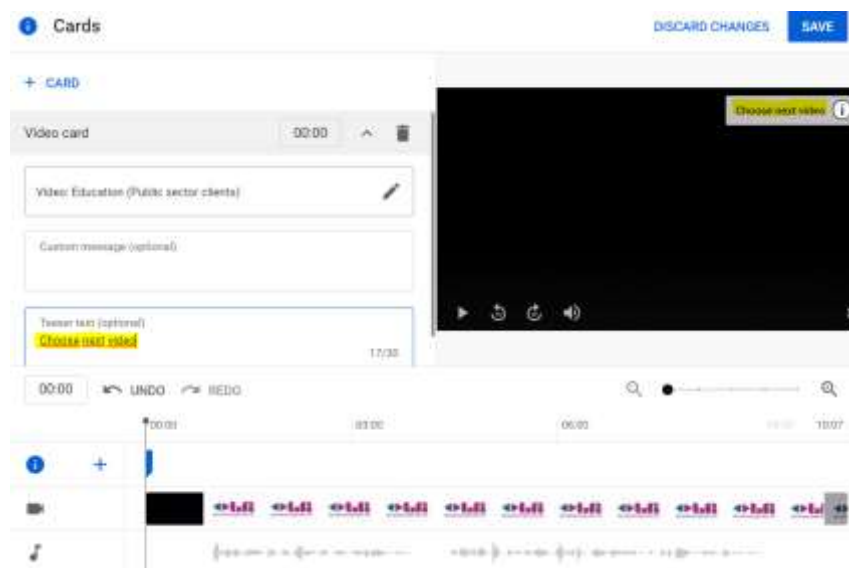 Cards
DISCARD CHANGES
SAVE
+ CARD
Video card
00:00
Video: Education (Public sector clients)
Custom message (optional)
Teaser text (optional)
Choose next video
17/30
Choose next video
00:00
UNDO
REDO
00:00
03:00
06:00
10:07